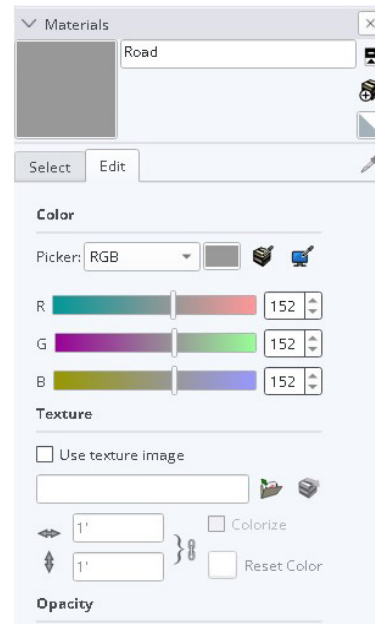 Materials
Road
Select Edit
Color
Picker: RGB
R 152
G 152
B 152
Texture
Use texture image
1' Colorize
1' Reset Color
Opacity